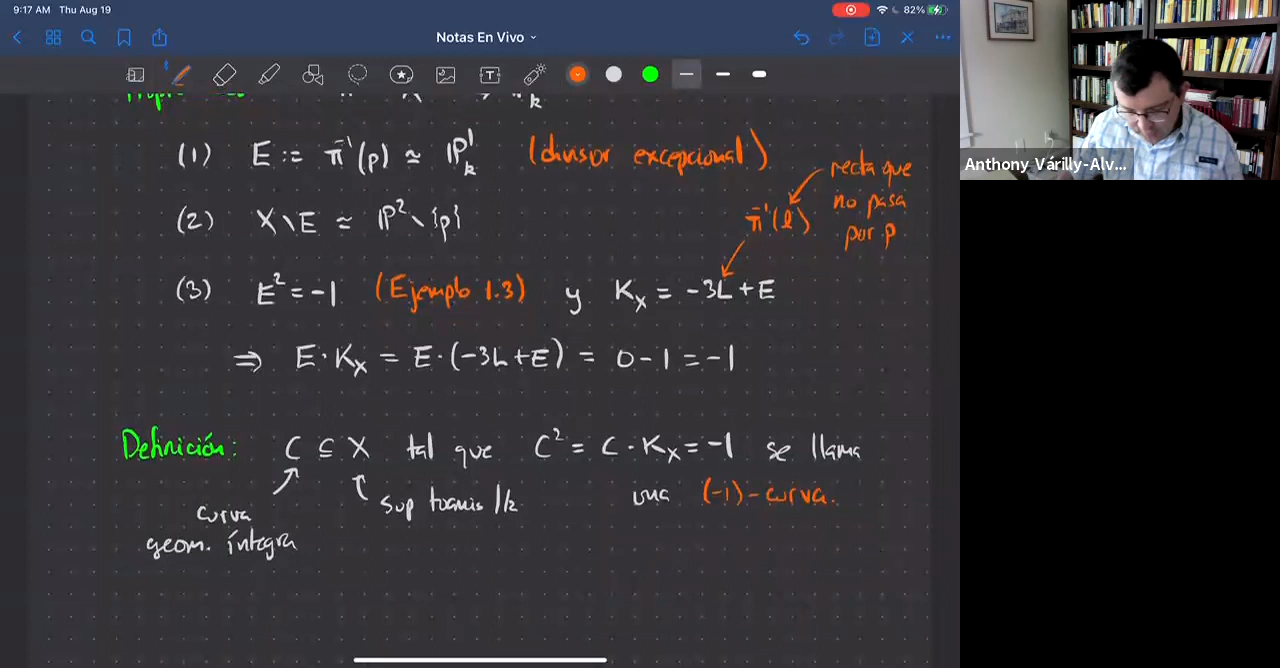 9:17 AM Thu Aug 19
82%
Notas En Vivo
(1) E := π⁻¹(p) ≃ ℙ¹_k (divisor excepcional)
recta que
no pasa
por p
(2) X \ E ≃ ℙ² \ {p}
π⁻¹(ℓ)
(3) E² = -1 (Ejemplo 1.3) y K_X = -3L + E
⇒ E · K_X = E · (-3L + E) = 0 - 1 = -1
Definición: C ⊆ X tal que C² = C · K_X = -1 se llama
una (-1)-curva.
sup /k
curva
geom. íntegra
Anthony Várilly-Alv...